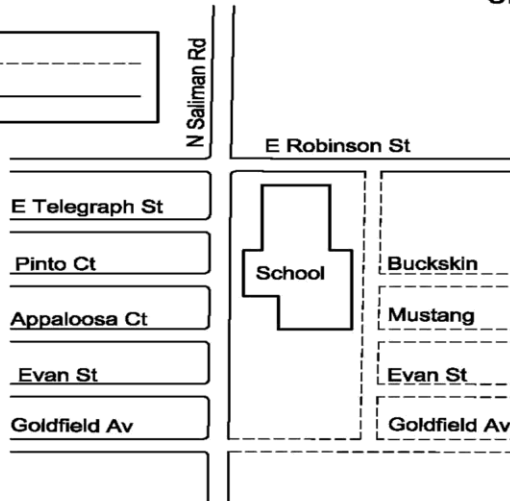 N Saliman Rd
E Robinson St
E Telegraph St
Pinto Ct
School
Buckskin
Appaloosa Ct
Mustang
Evan St
Evan St
Goldfield Av
Goldfield Av